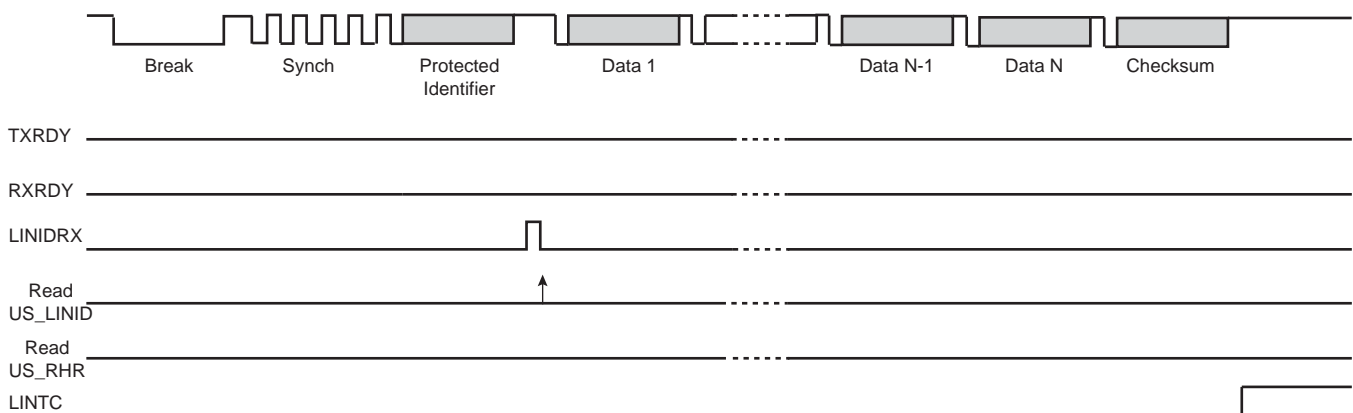 Break Synch Protected Identifier Data 1 Data N-1 Data N Checksum
TXRDY
RXRDY
LINIDRX
Read
US_LINID
Read
US_RHR
LINTC